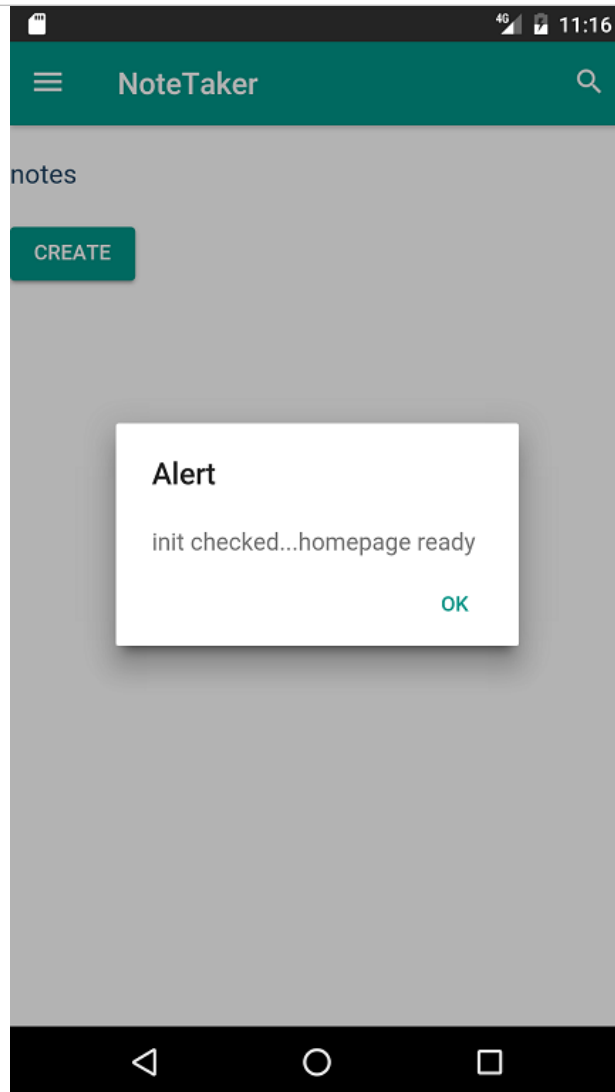 4G 11:16
NoteTaker
notes
CREATE
Alert
init checked...homepage ready
OK